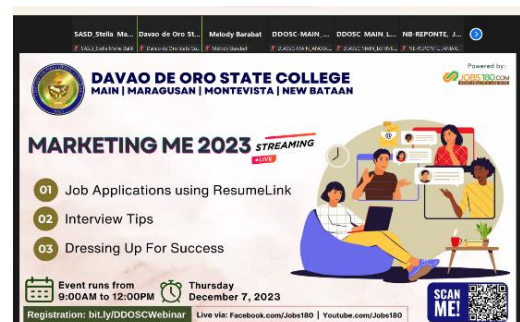 SASD_Stella Ma...
Davao de Oro St...
Melody Barabat
DDOSC-MAIN_...
DDOSC MAIN_L...
NB-REPONTE, J...
Melody Barabat
Powered by:
JOBS180.COM
DAVAO DE ORO STATE COLLEGE
MAIN | MARAGUSAN | MONTEVISTA | NEW BATAAN
MARKETING ME 2023 STREAMING
LIVE
01 Job Applications using ResumeLink
02 Interview Tips
03 Dressing Up For Success
Event runs from
9:00AM to 12:00PM
Thursday
December 7, 2023
SCAN
ME!
Registration: bit.ly/DDOSCWebinar
Live via: Facebook.com/Jobs180 | Youtube.com/Jobs180